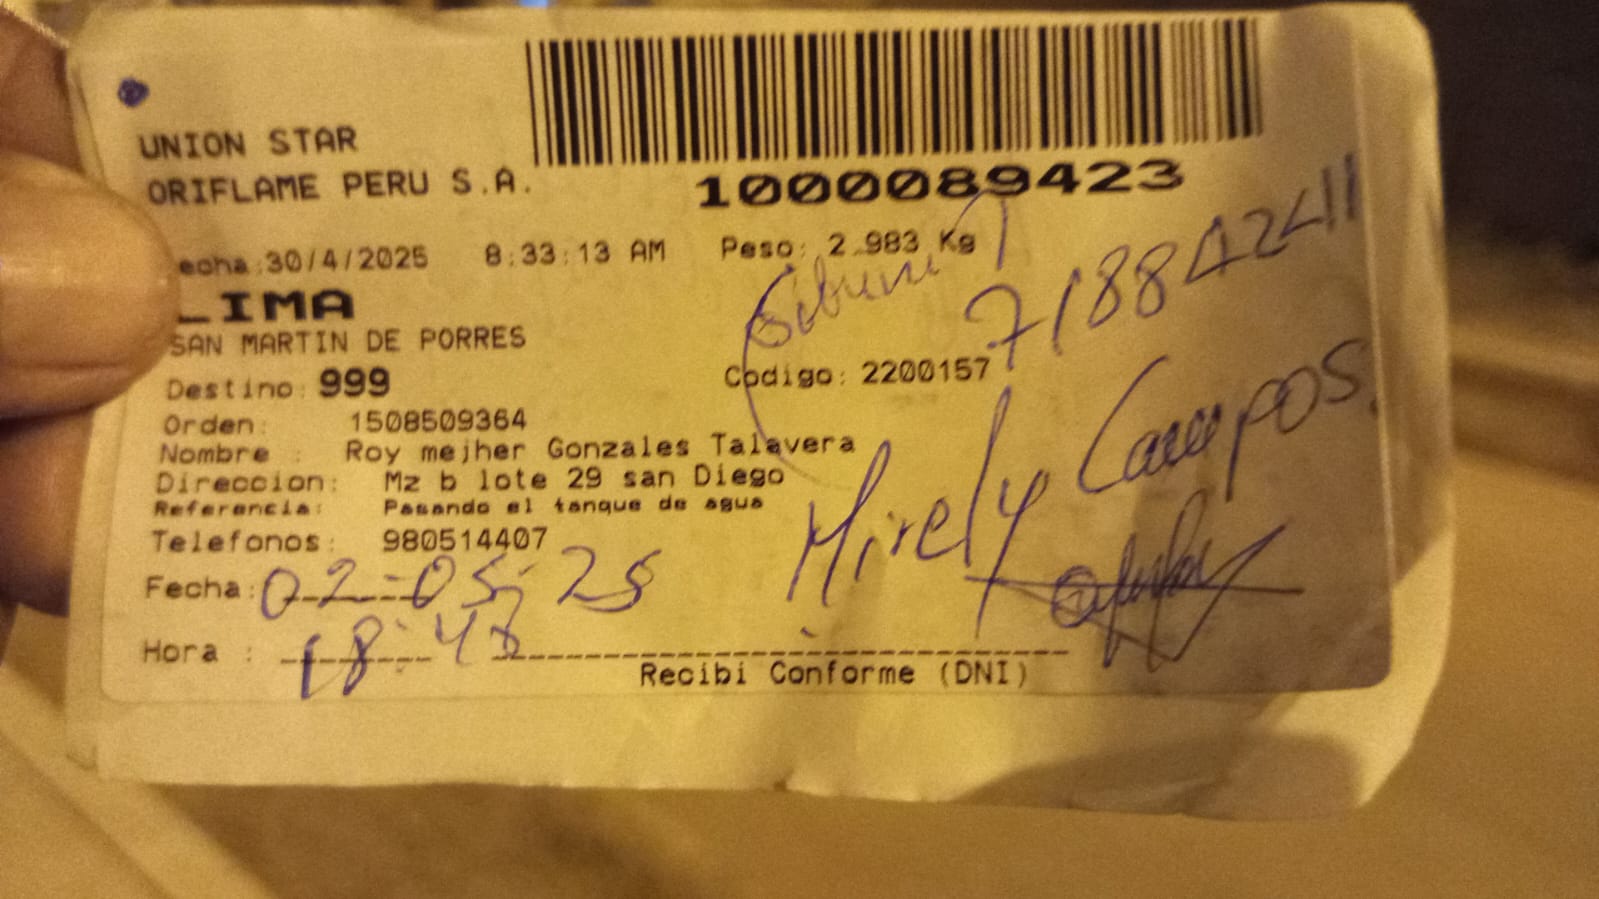 UNION STAR
ORIFLAME PERU S.A.
1000089423
echa:30/4/2025 8:33:13 AM Peso: 2.983 Kg
LIMA
SAN MARTIN DE PORRES
Destino: 999 Codigo: 2200157
Orden: 1508509364
Nombre : Roy mejher Gonzales Talavera
Direccion: Mz b lote 29 san Diego
Referencia: Pasando el tanque de agua
Telefonos: 980514407
Mirely Campos
Fecha: 02-05-25
Hora :
Recibi Conforme (DNI)